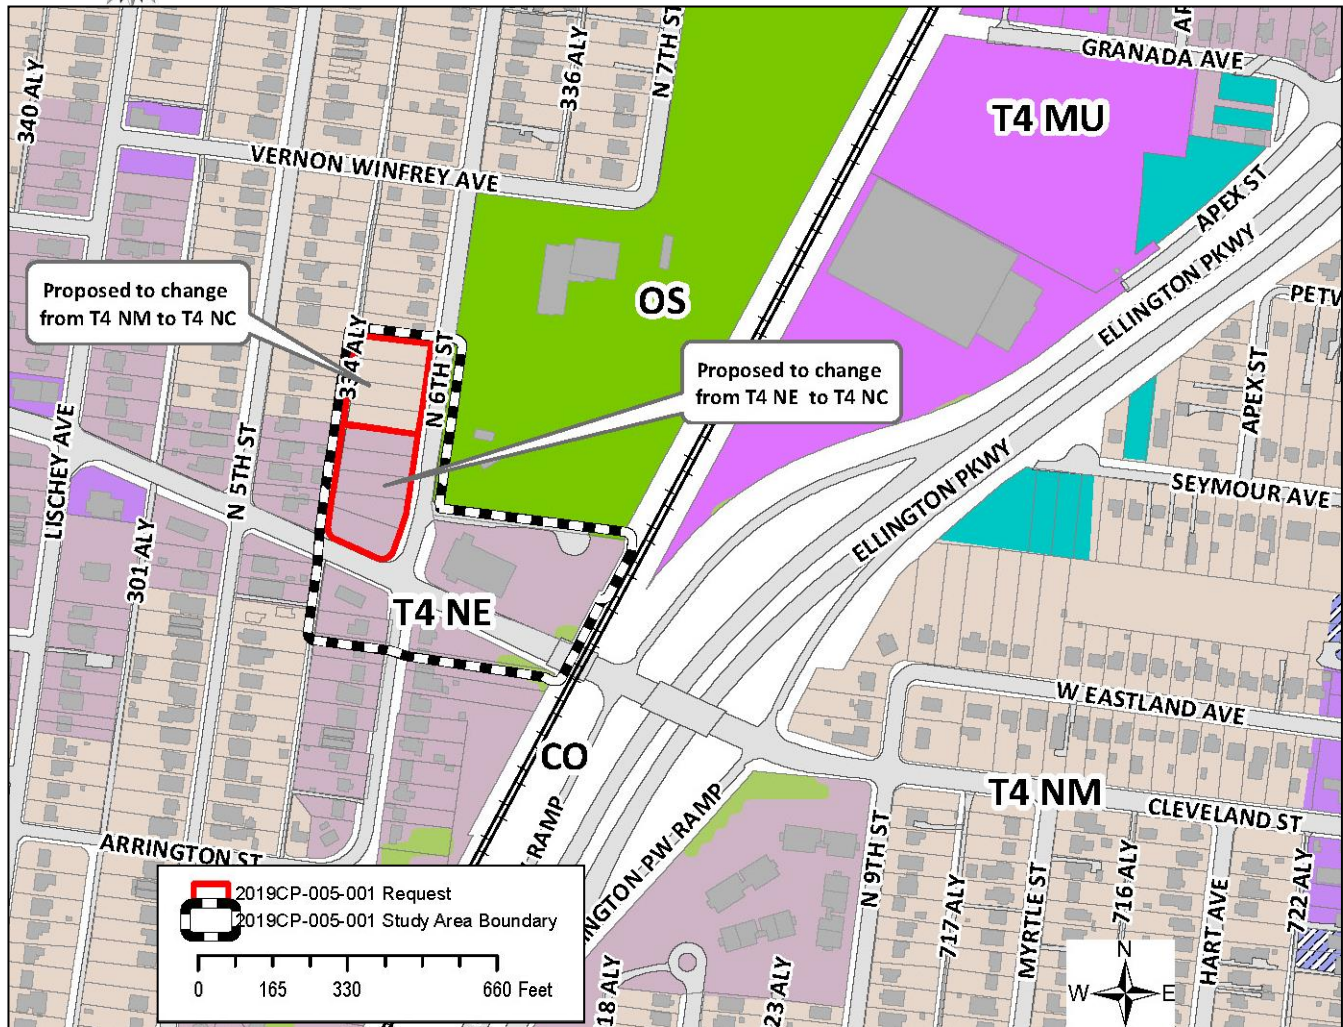 GRANADA AVE
AP
N 7TH ST
336 ALY
340 ALY
T4 MU
VERNON WINFREY AVE
APEX ST
ELLINGTON PKWY
OS
PETW
Proposed to change
from T4 NM to T4 NC
334 ALY
N 6TH ST
Proposed to change
from T4 NE to T4 NC
APEX ST
LISCHEY AVE
N 5TH ST
301 ALY
ELLINGTON PKWY
SEYMOUR AVE
T4 NE
W EASTLAND AVE
CO
T4 NM
CLEVELAND ST
ARRINGTON ST
RAMP
INGTON PW RAMP
N 9TH ST
717 ALY
MYRTLE ST
716 ALY
HART AVE
722 ALY
2019CP-005-001 Request
2019CP-005-001 Study Area Boundary
0 165 330 660 Feet
18 ALY
23 ALY
N
W E
S